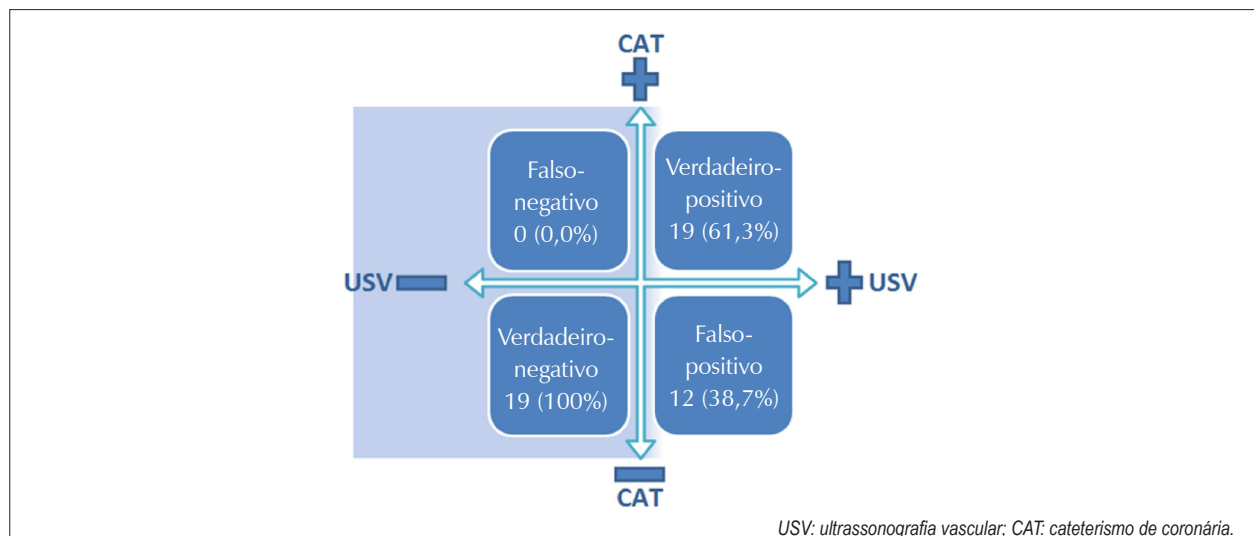 CAT
Falso-
negativo
0 (0,0%)
Verdadeiro-
positivo
19 (61,3%)
USV
USV
Verdadeiro-
negativo
19 (100%)
Falso-
positivo
12 (38,7%)
CAT
USV: ultrassonografia vascular; CAT: cateterismo de coronária.